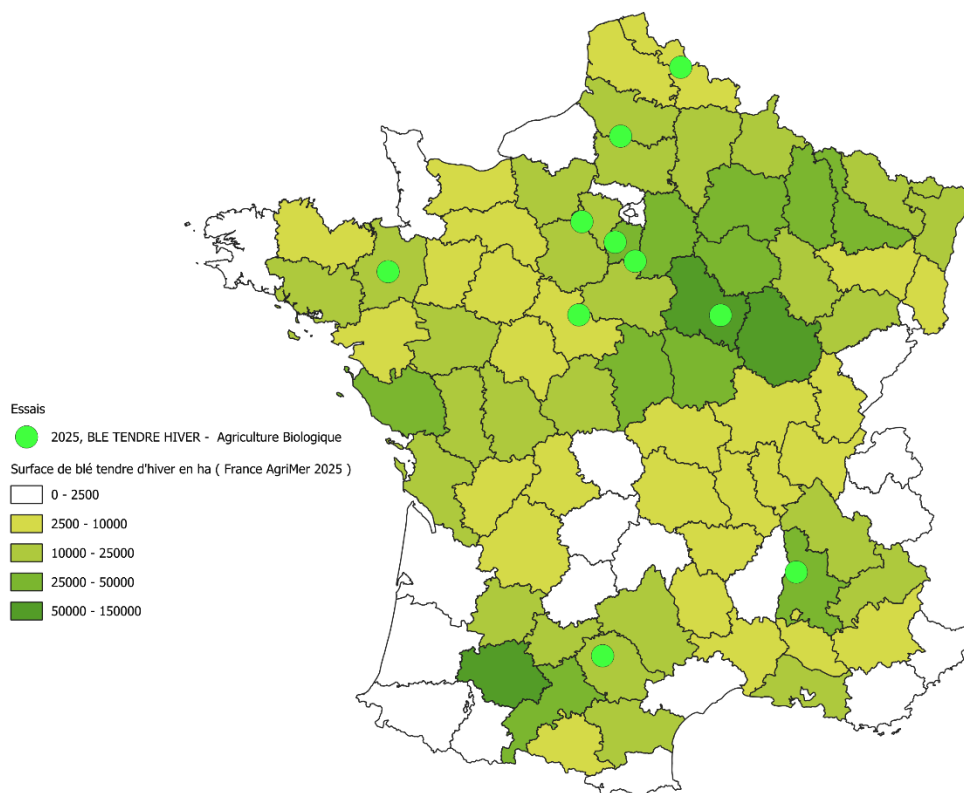 Essais
2025, BLE TENDRE HIVER - Agriculture Biologique
Surface de blé tendre d'hiver en ha ( France AgriMer 2025 )
0 - 2500
2500 - 10000
10000 - 25000
25000 - 50000
50000 - 150000